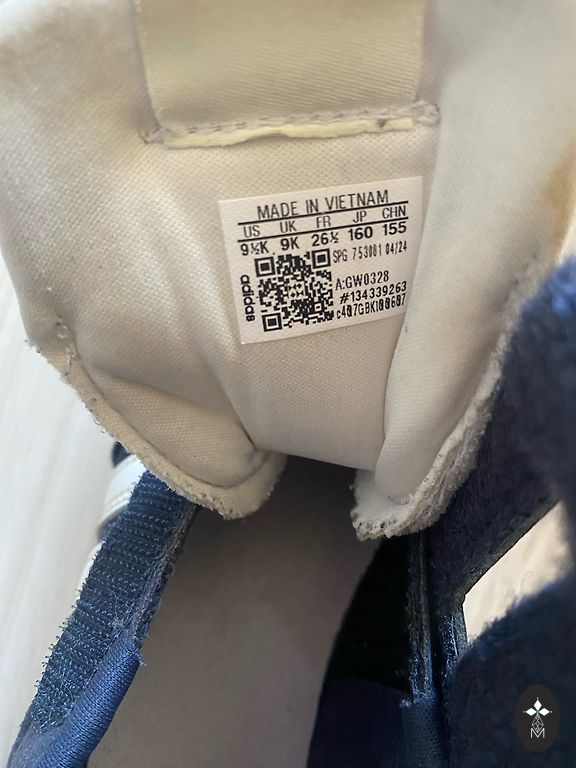 MADE IN VIETNAM
US UK FR JP CHN
9½K 9K 26½ 160 155
SPG 753001 04/24
A:GW0328
#134339263
c407GBK100607
adidas
M